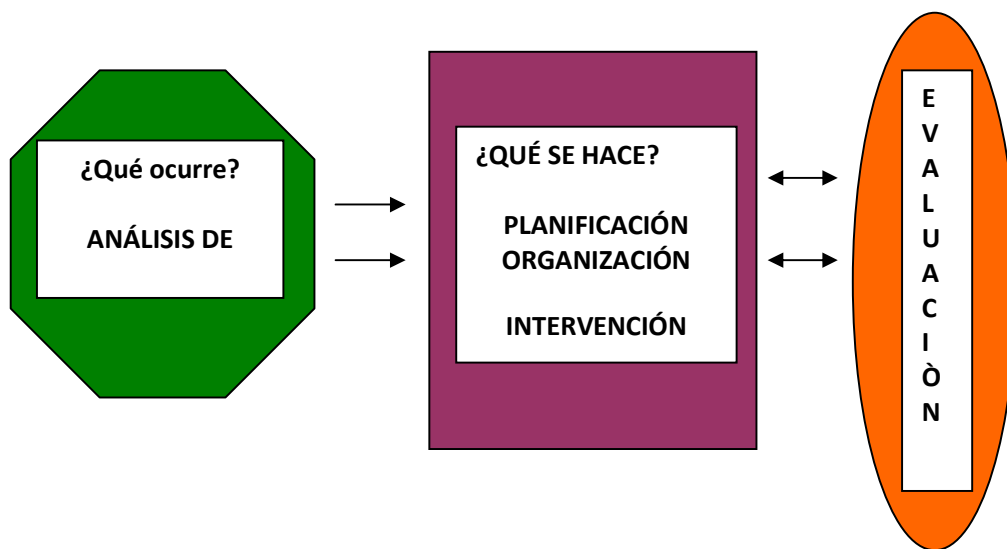 ¿Qué ocurre?
ANÁLISIS DE
¿QUÉ SE HACE?
PLANIFICACIÓN
ORGANIZACIÓN
INTERVENCIÓN
E
V
A
L
U
A
C
I
Ò
N